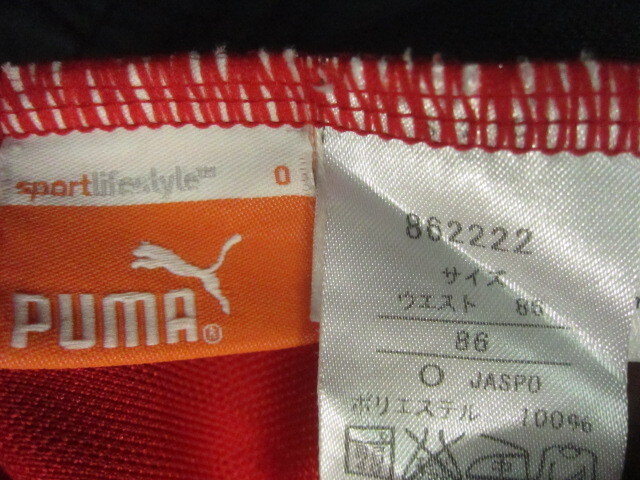 sportlifestyle™ O
PUMA®
862222
サイズ
ウエスト 86
86
O JASPO
ポリエステル 100%